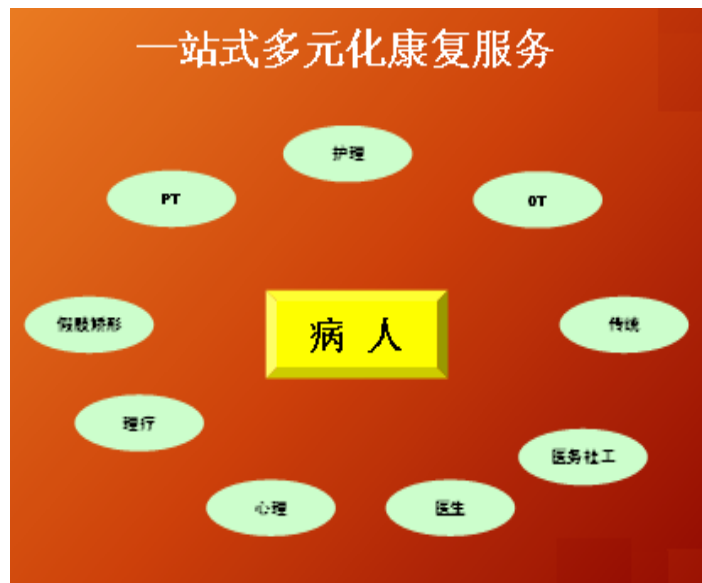 一站式多元化康复服务
护理
PT
OT
假肢矫形
病人
传统
理疗
医务社工
心理
医生